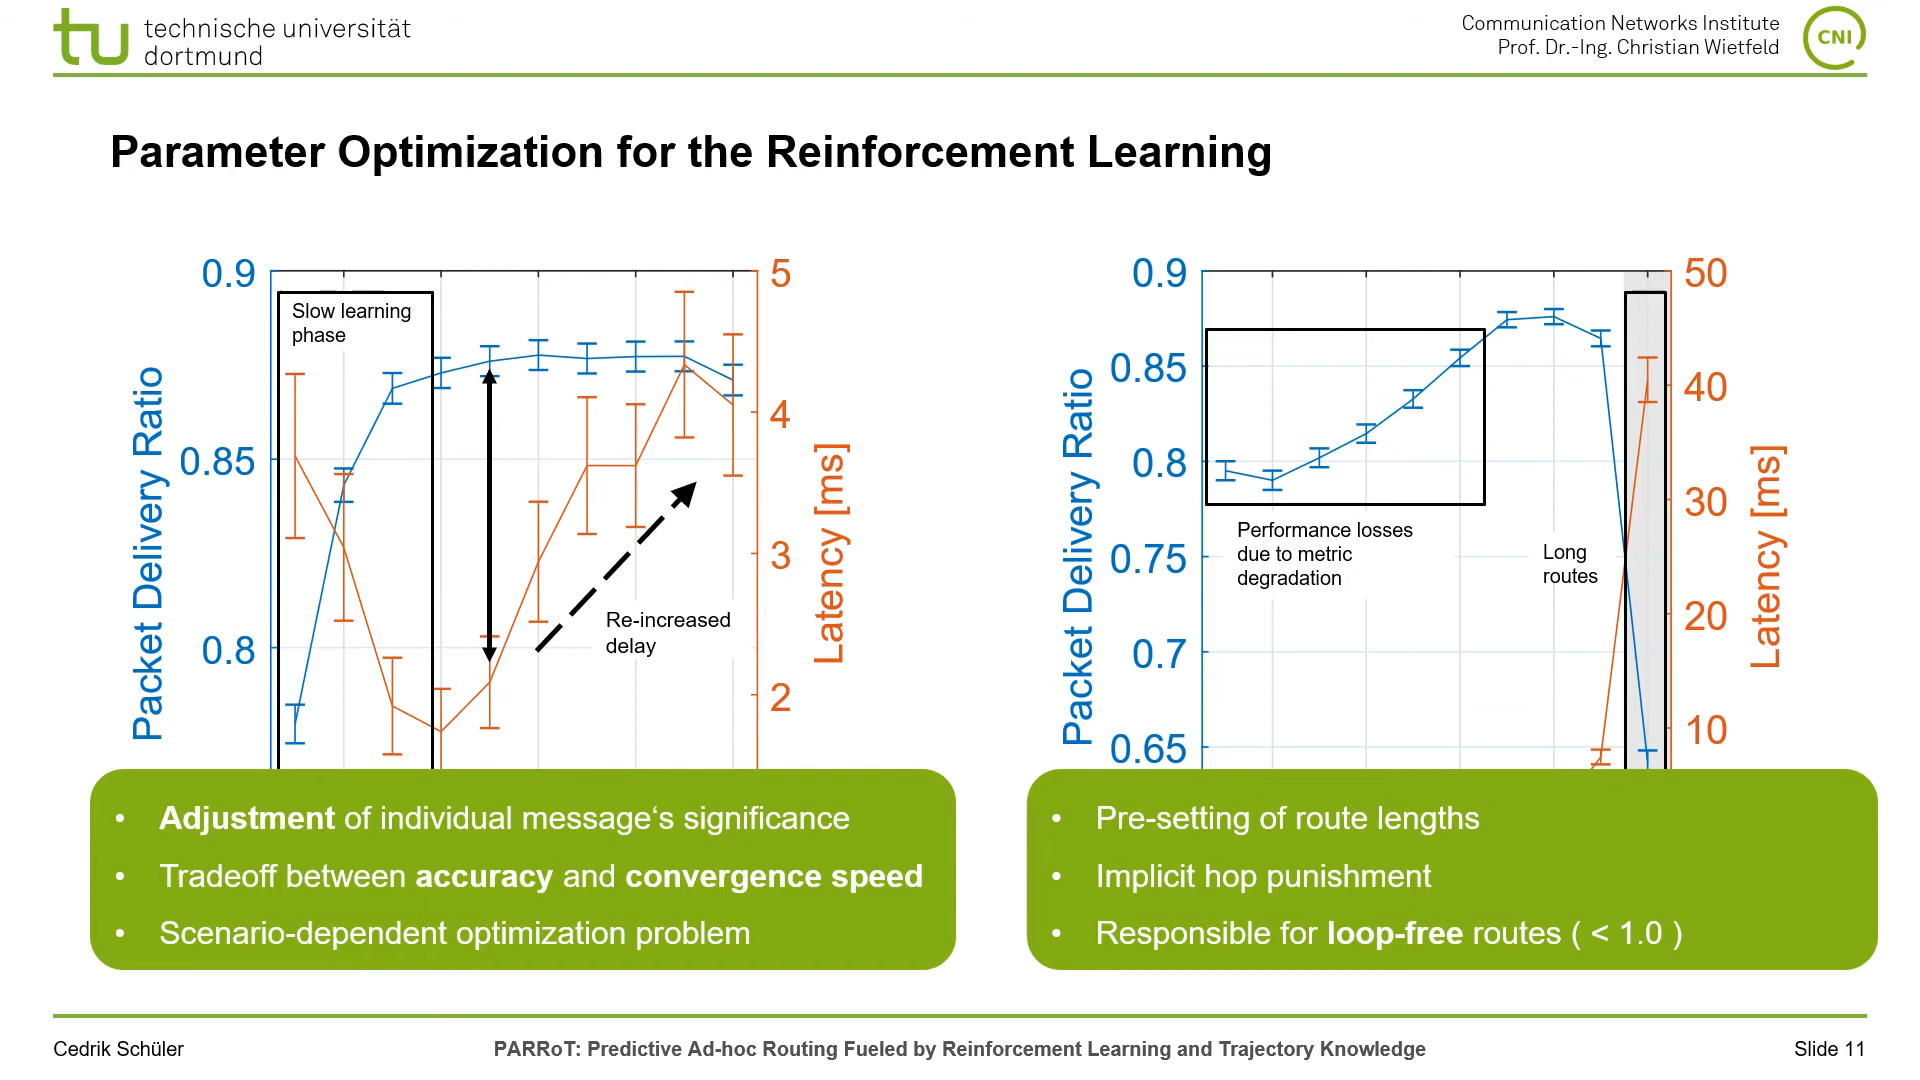 technische universität
dortmund
Communication Networks Institute
Prof. Dr.-Ing. Christian Wietfeld
CNI
Parameter Optimization for the Reinforcement Learning
0.9
0.85
0.8
Packet Delivery Ratio
Slow learning
phase
Re-increased
delay
5
4
3
2
Latency [ms]
0.9
0.85
0.8
0.75
0.7
0.65
Packet Delivery Ratio
Performance losses
due to metric
degradation
Long
routes
50
40
30
20
10
Latency [ms]
• Adjustment of individual message‘s significance
• Tradeoff between accuracy and convergence speed
• Scenario-dependent optimization problem
• Pre-setting of route lengths
• Implicit hop punishment
• Responsible for loop-free routes ( < 1.0 )
Cedrik Schüler
PARRoT: Predictive Ad-hoc Routing Fueled by Reinforcement Learning and Trajectory Knowledge
Slide 11